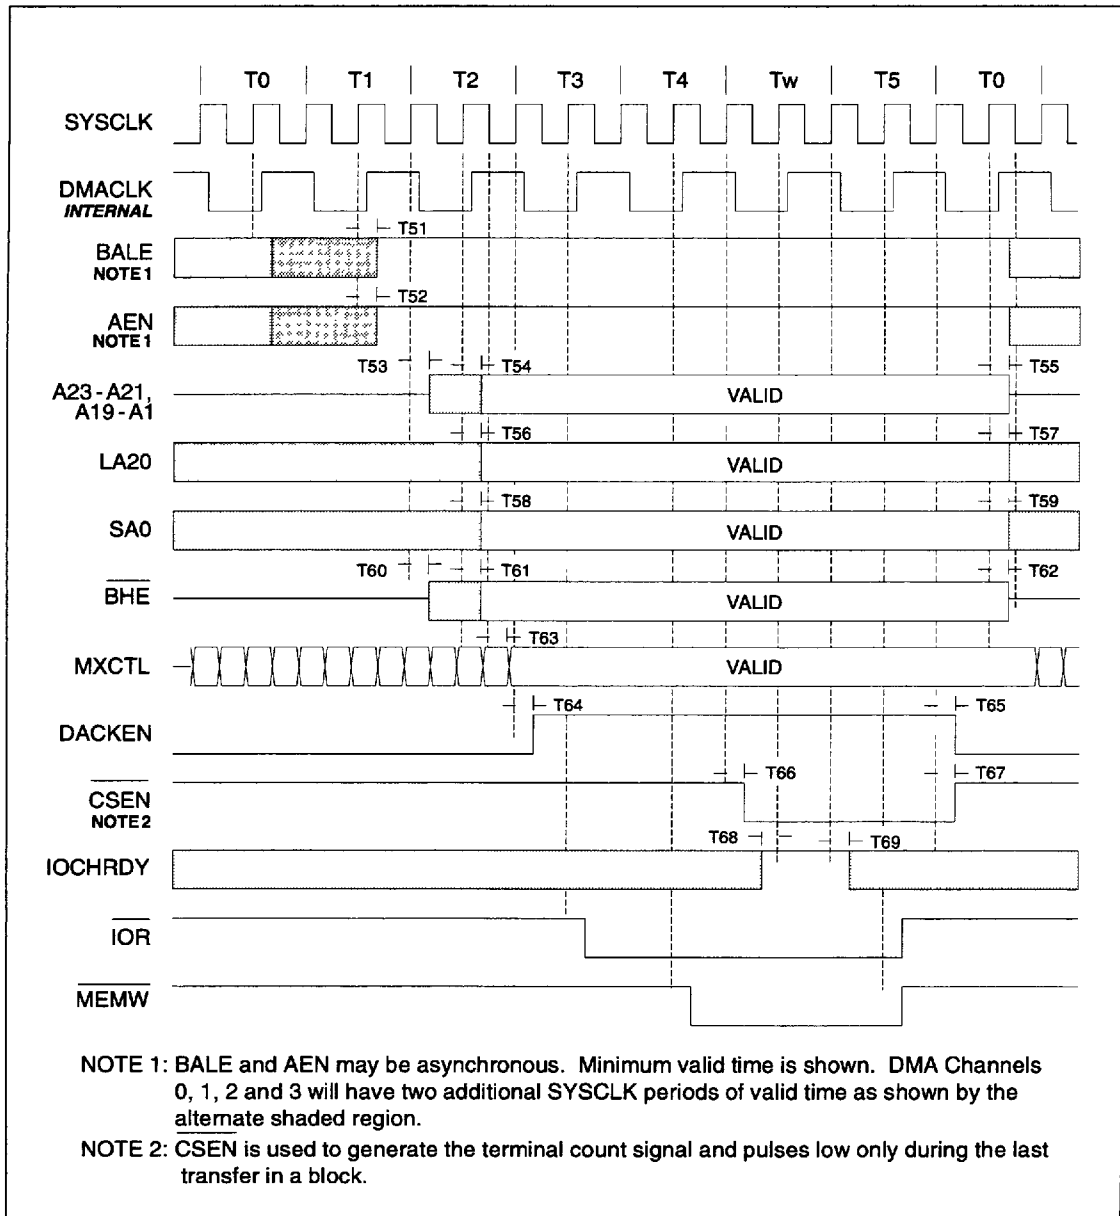 T0 T1 T2 T3 T4 Tw T5 T0
SYSCLK
DMACLK
INTERNAL
T51
BALE
NOTE 1
T52
AEN
NOTE 1
T53 T54 T55
A23 - A21,
A19 - A1
VALID
T56 T57
LA20
VALID
T58 T59
SA0
VALID
T60 T61 T62
BHE
VALID
T63
MXCTL
VALID
T64 T65
DACKEN
T66 T67
CSEN
NOTE 2
T68 T69
IOCHRDY
IOR
MEMW
NOTE 1: BALE and AEN may be asynchronous. Minimum valid time is shown. DMA Channels
0, 1, 2 and 3 will have two additional SYSCLK periods of valid time as shown by the
alternate shaded region.
NOTE 2: CSEN is used to generate the terminal count signal and pulses low only during the last
transfer in a block.